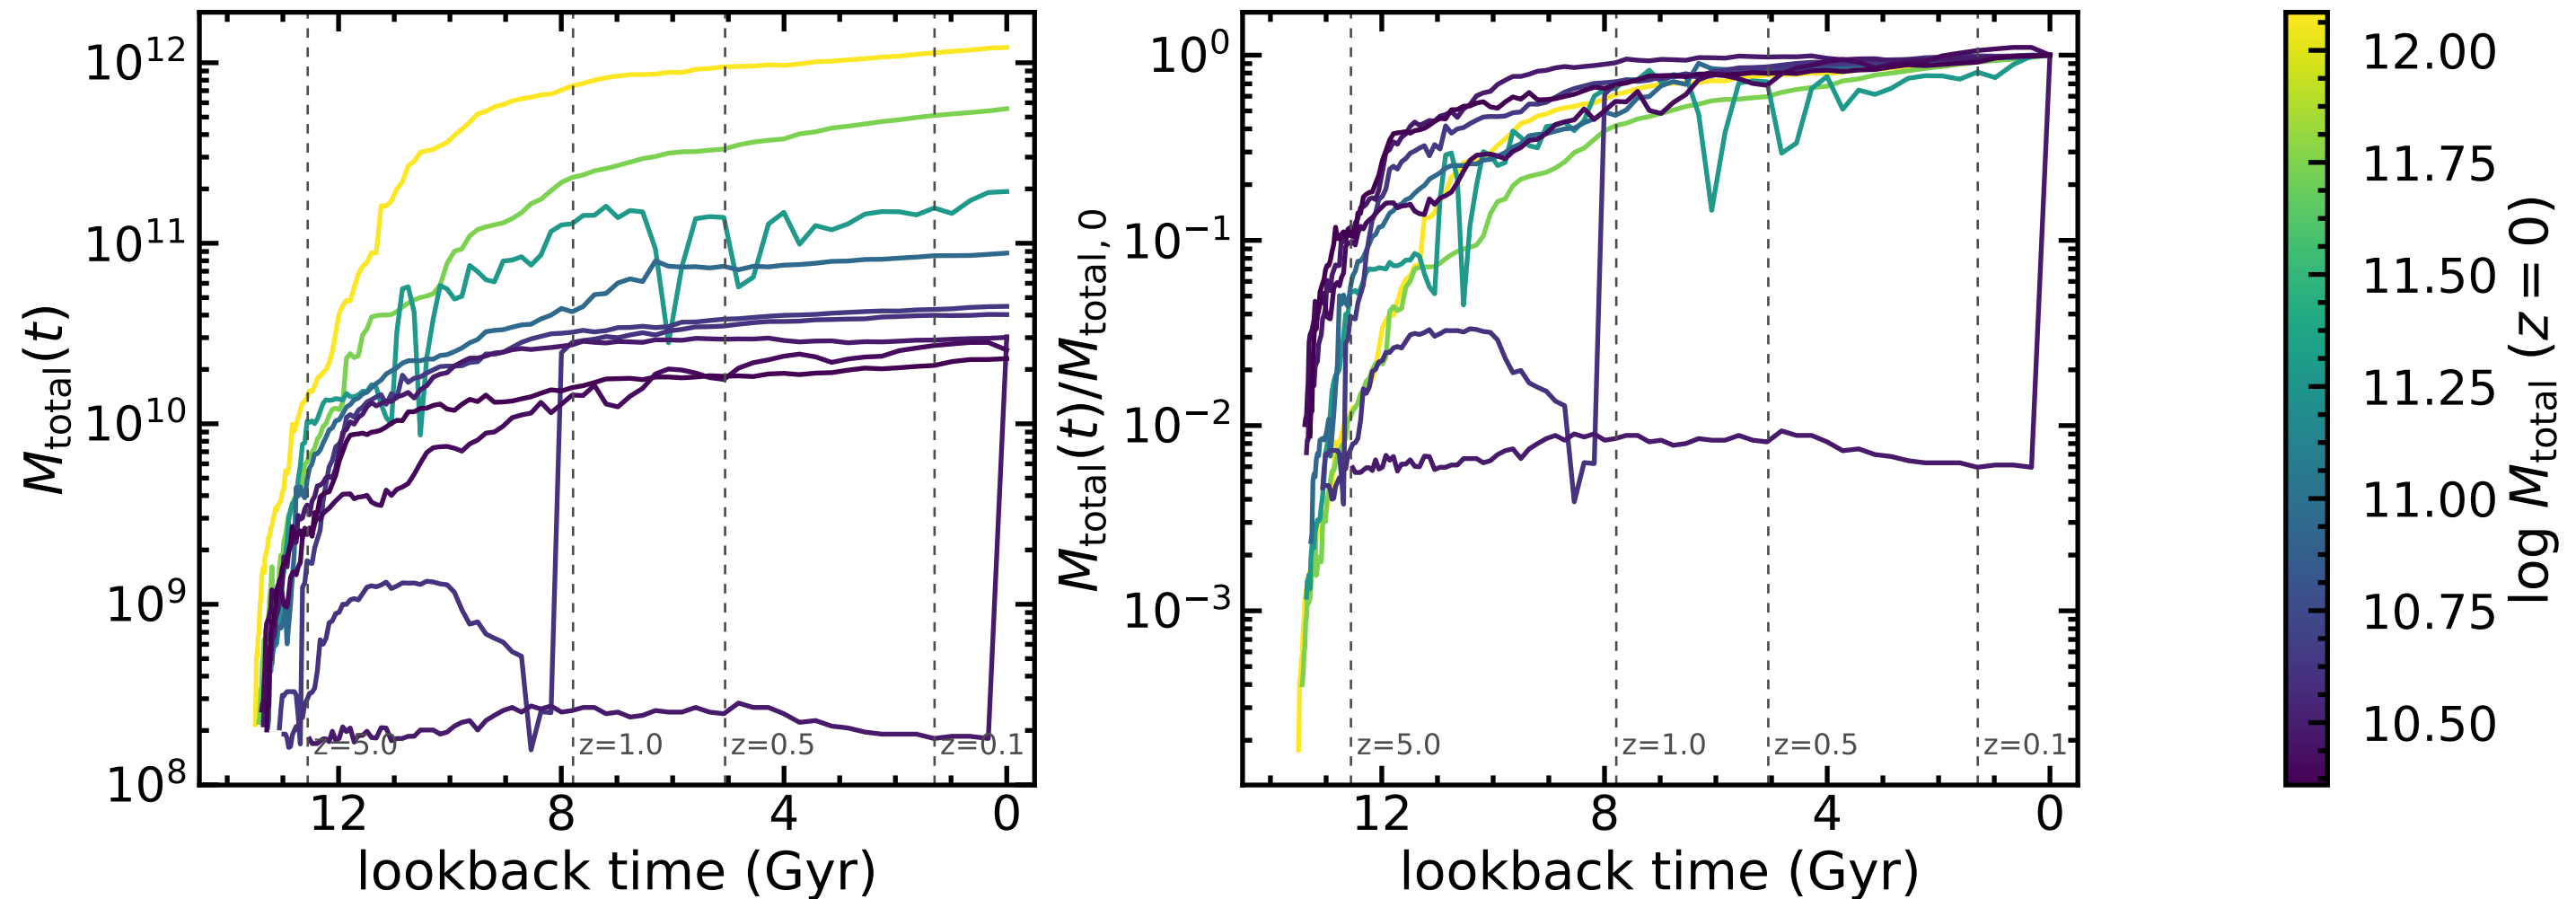 10^12
10^11
10^10
10^9
10^8
M_total(t)
z=5.0
z=1.0
z=0.5
z=0.1
12
8
4
0
lookback time (Gyr)
10^0
10^−1
10^−2
10^−3
M_total(t)/M_total, 0
z=5.0
z=1.0
z=0.5
z=0.1
12
8
4
0
lookback time (Gyr)
12.00
11.75
11.50
11.25
11.00
10.75
10.50
log M_total (z = 0)